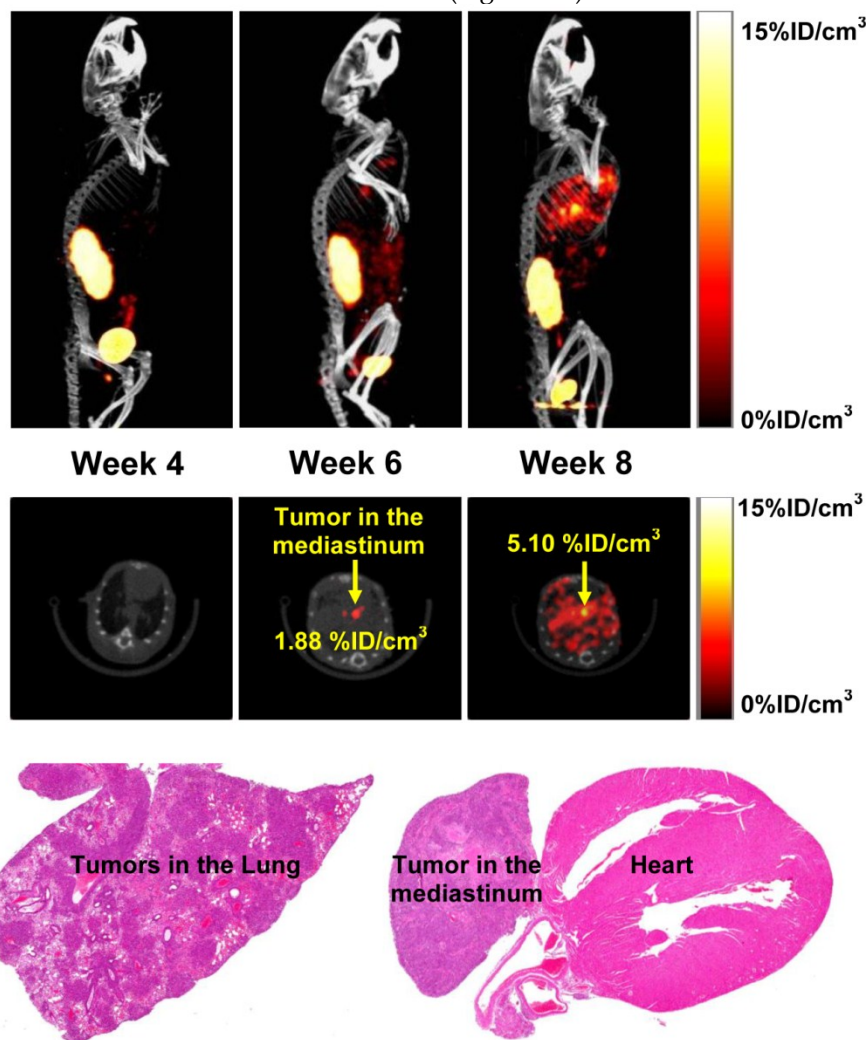 15%ID/cm³
0%ID/cm³
Week 4 Week 6 Week 8
Tumor in the
mediastinum
1.88 %ID/cm³
5.10 %ID/cm³
15%ID/cm³
0%ID/cm³
Tumors in the Lung
Tumor in the
mediastinum
Heart